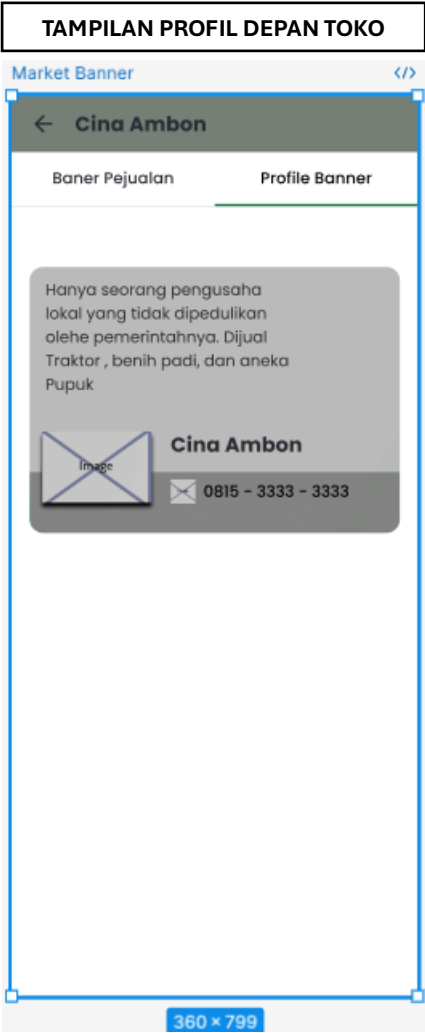 TAMPILAN PROFIL DEPAN TOKO
Market Banner </>
← Cina Ambon
Baner Pejualan Profile Banner
Hanya seorang pengusaha
lokal yang tidak dipedulikan
olehe pemerintahnya. Dijual
Traktor , benih padi, dan aneka
Pupuk
Image
Cina Ambon
0815 - 3333 - 3333
360 × 799